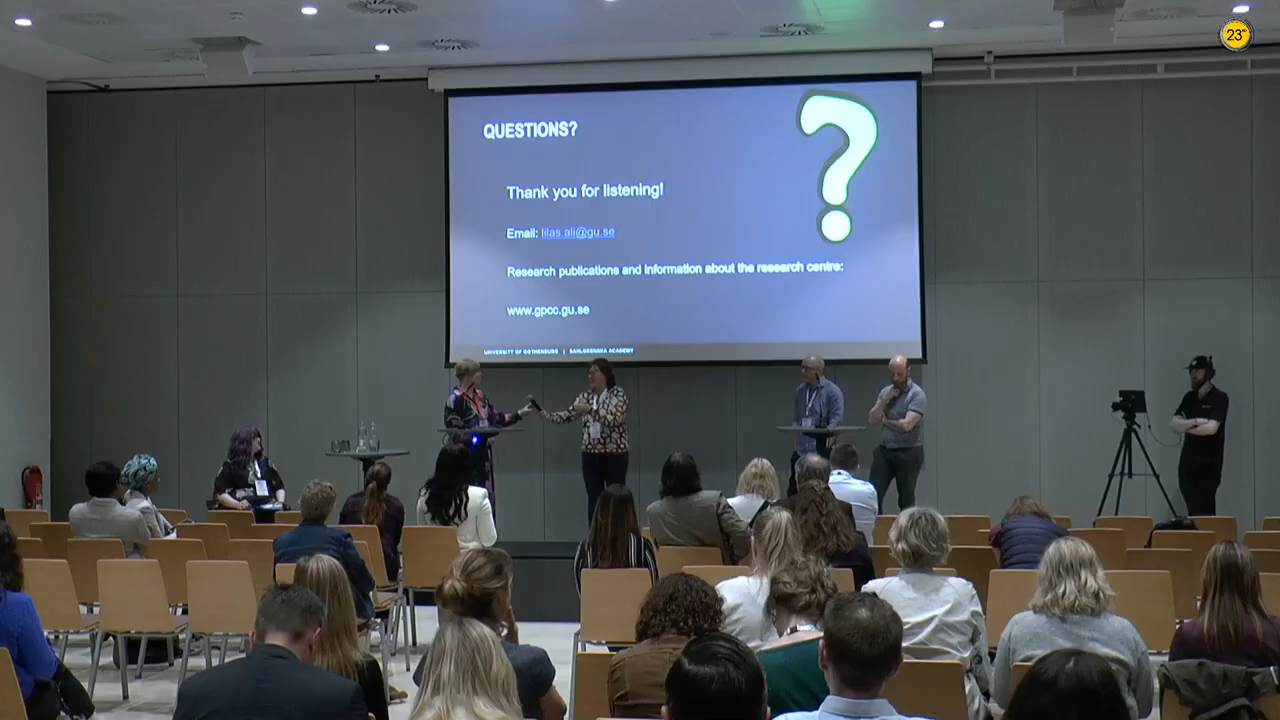 23
QUESTIONS?
?
Thank you for listening!
Email: lilas.ali@gu.se
Research publications and information about the research centre:
www.gpcc.gu.se
UNIVERSITY OF GOTHENBURG | SAHLGRENSKA ACADEMY